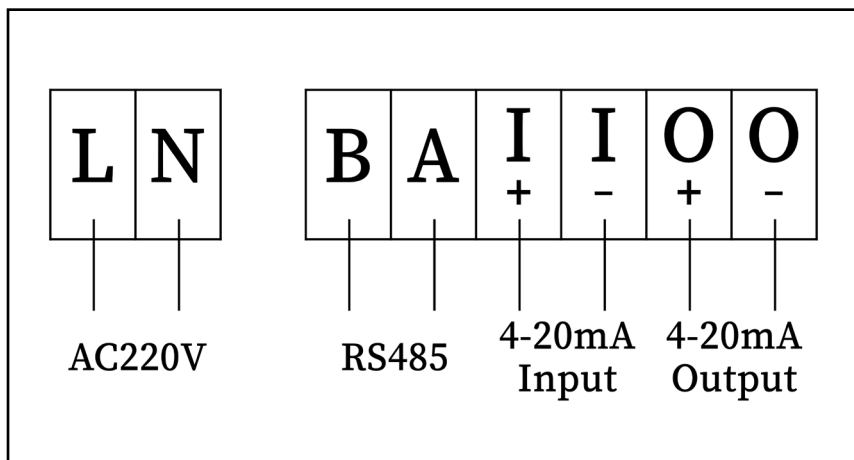 L N B A I I O O
+ - + -
AC220V RS485 4-20mA 4-20mA
Input Output